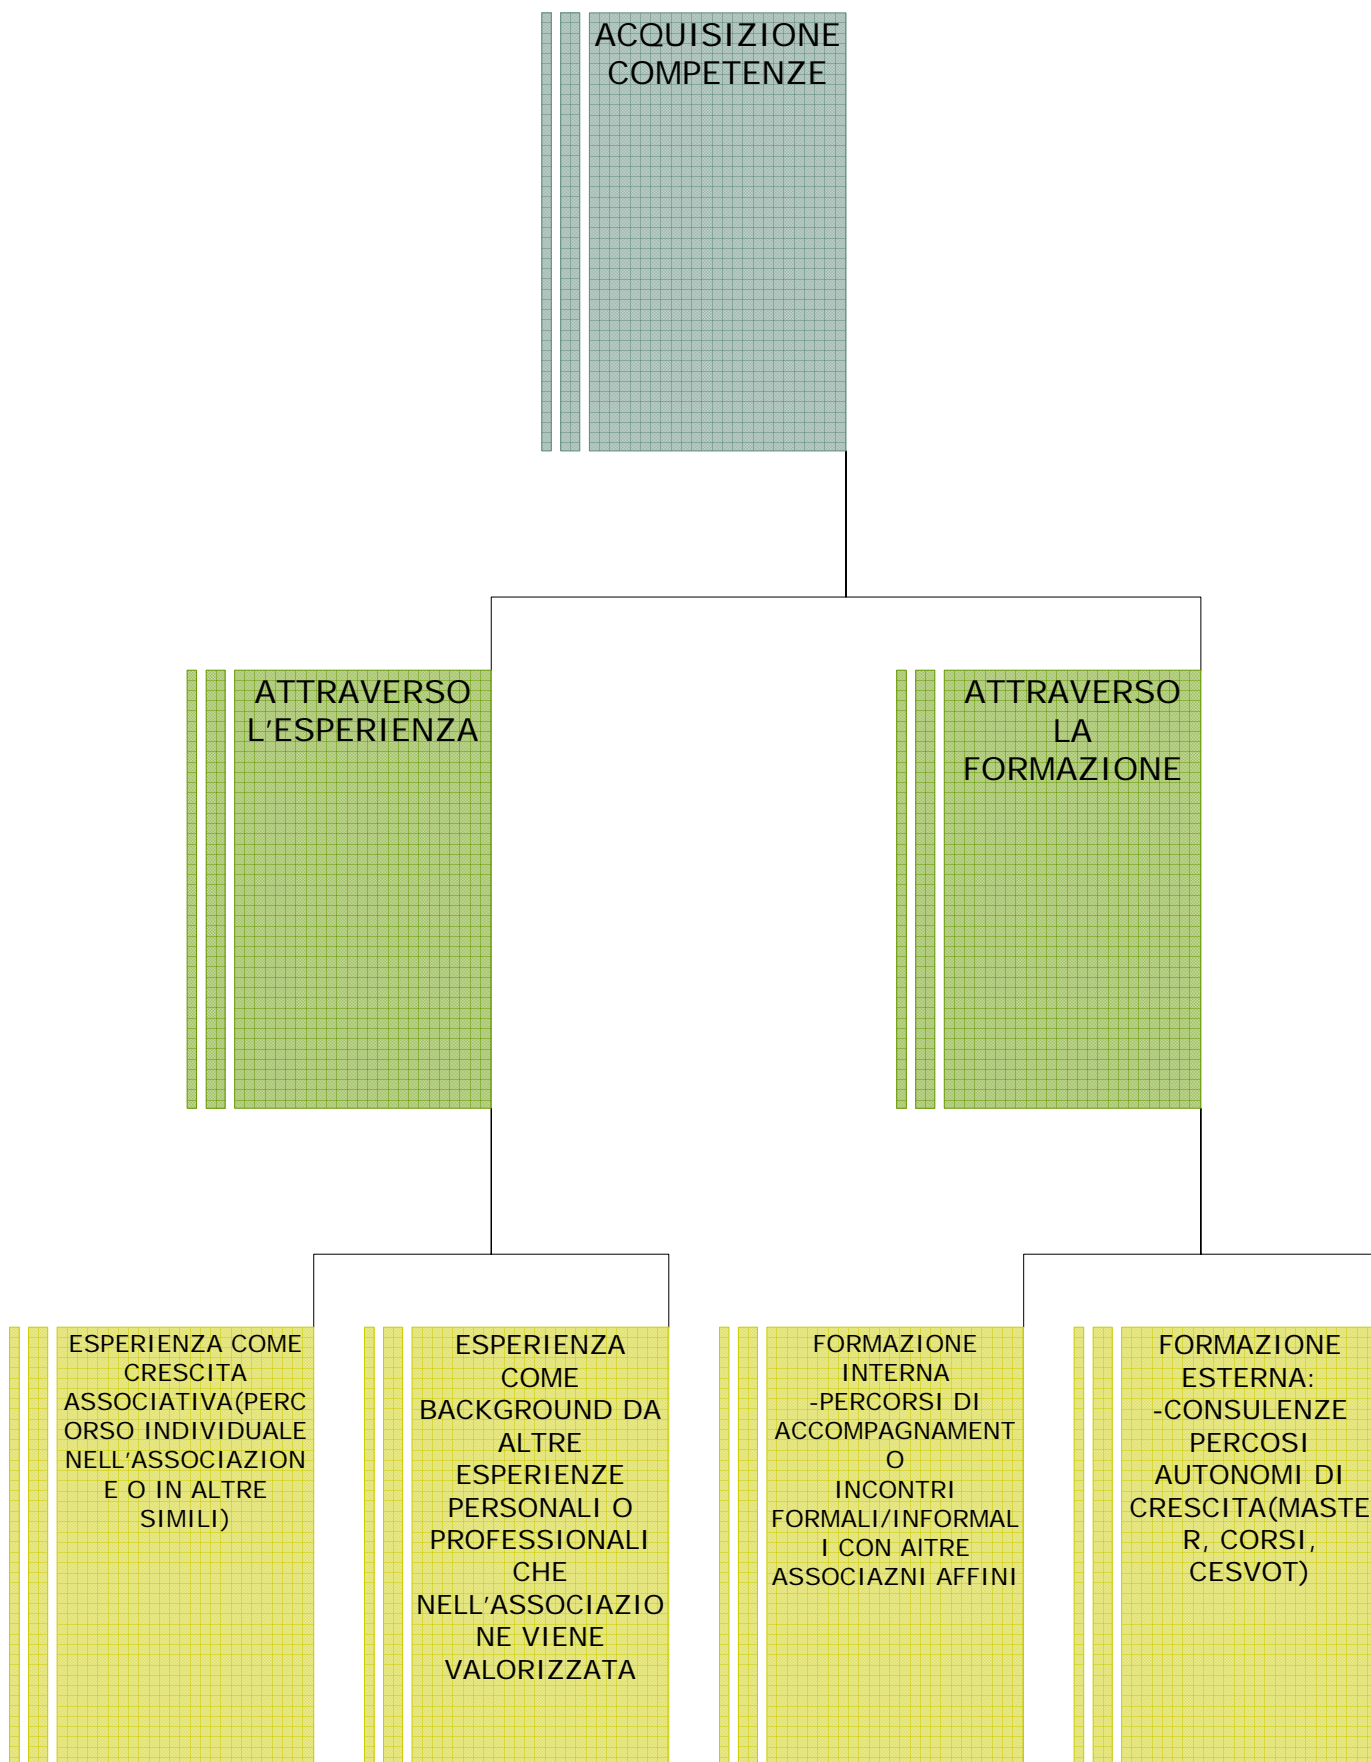 ACQUISIZIONE
COMPETENZE
ATTRAVERSO
L'ESPERIENZA
ATTRAVERSO
LA
FORMAZIONE
ESPERIENZA COME
CRESCITA
ASSOCIATIVA(PERC
ORSO INDIVIDUALE
NELL'ASSOCIAZION
E O IN ALTRE
SIMILI)
ESPERIENZA
COME
BACKGROUND DA
ALTRE
ESPERIENZE
PERSONALI O
PROFESSIONALI
CHE
NELL'ASSOCIAZIO
NE VIENE
VALORIZZATA
FORMAZIONE
INTERNA
-PERCORSI DI
ACCOMPAGNAMENT
O
INCONTRI
FORMALI/INFORMAL
I CON AlTRE
ASSOCIAZNI AFFINI
FORMAZIONE
ESTERNA:
-CONSULENZE
PERCOSI
AUTONOMI DI
CRESCITA(MASTE
R, CORSI,
CESVOT)